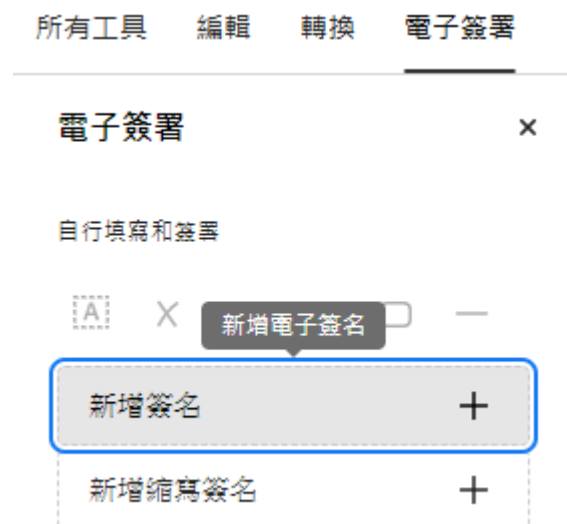 所有工具 編輯 轉換 電子簽署
電子簽署
自行填寫和簽署
A
新增電子簽名
新增簽名
新增縮寫簽名